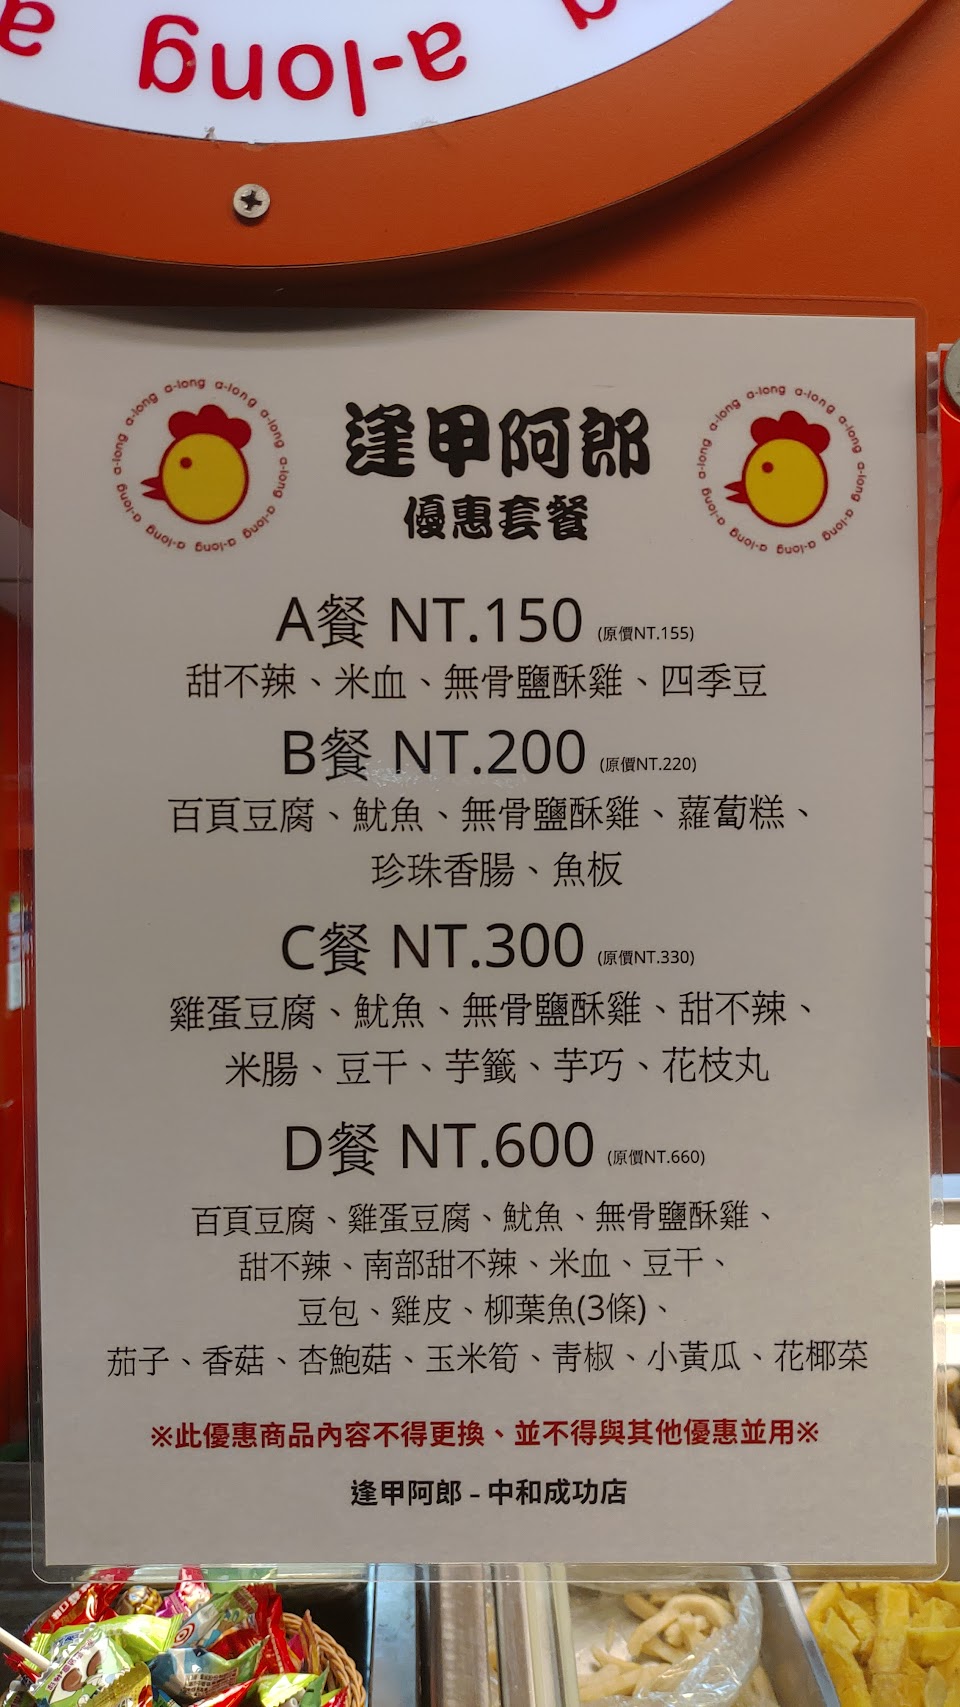 a-long
逢甲阿郎
優惠套餐
A餐 NT.150 (原價NT.155)
甜不辣、米血、無骨鹽酥雞、四季豆
B餐 NT.200 (原價NT.220)
百頁豆腐、魷魚、無骨鹽酥雞、蘿蔔糕、
珍珠香腸、魚板
C餐 NT.300 (原價NT.330)
雞蛋豆腐、魷魚、無骨鹽酥雞、甜不辣、
米腸、豆干、芋籤、芋巧、花枝丸
D餐 NT.600 (原價NT.660)
百頁豆腐、雞蛋豆腐、魷魚、無骨鹽酥雞、
甜不辣、南部甜不辣、米血、豆干、
豆包、雞皮、柳葉魚(3條)、
茄子、香菇、杏鮑菇、玉米筍、青椒、小黃瓜、花椰菜
※此優惠商品內容不得更換、並不得與其他優惠並用※
逢甲阿郎 - 中和成功店